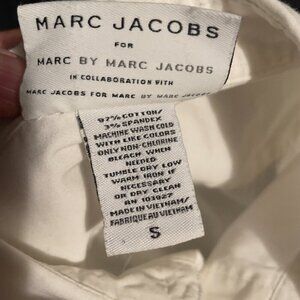 MARC JACOBS
FOR
MARC BY MARC JACOBS
IN COLLABORATION WITH
MARC JACOBS FOR MARC BY MARC JACOBS
97% COTTON/
3% SPANDEX
MACHINE WASH COLD
WITH LIKE COLORS
ONLY NON-CHLORINE
BLEACH WHEN
NEEDED
TUMBLE DRY LOW
WARM IRON IF
NEEDED
OR DRY CLEAN
RN 103927
MADE IN VIETNAM/
FABRIQUE AU VIETNAM
S